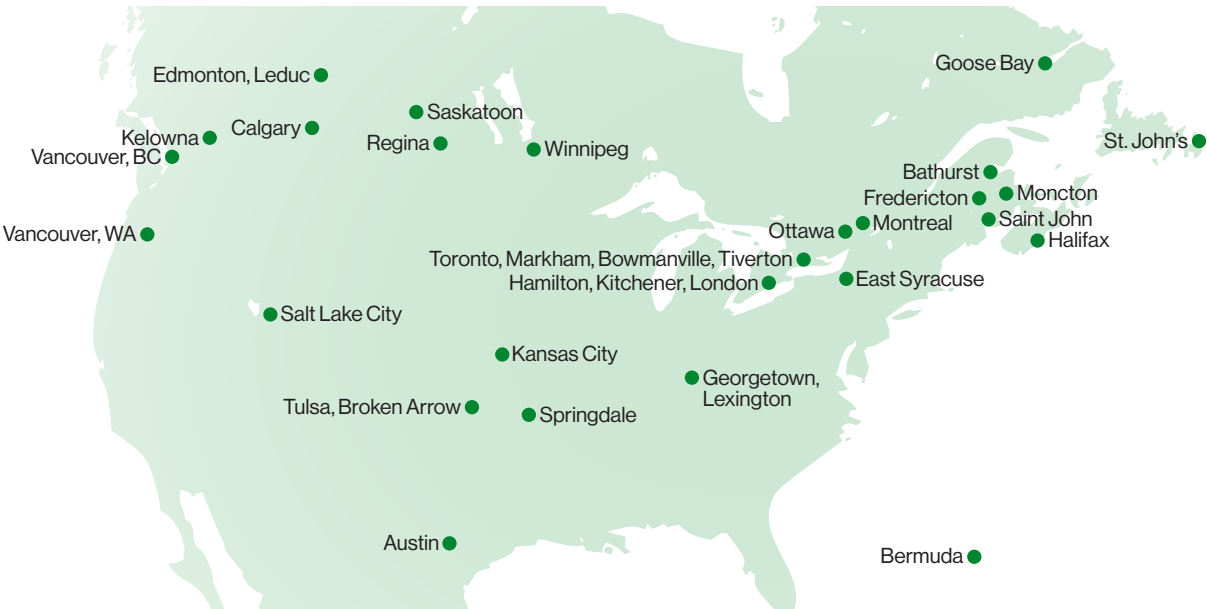 Goose Bay
Edmonton, Leduc
Saskatoon
Calgary
Kelowna
Regina
Winnipeg
St. John's
Vancouver, BC
Bathurst
Moncton
Fredericton
Saint John
Montreal
Ottawa
Vancouver, WA
Halifax
Toronto, Markham, Bowmanville, Tiverton
East Syracuse
Hamilton, Kitchener, London
Salt Lake City
Kansas City
Georgetown,
Lexington
Tulsa, Broken Arrow
Springdale
Austin
Bermuda